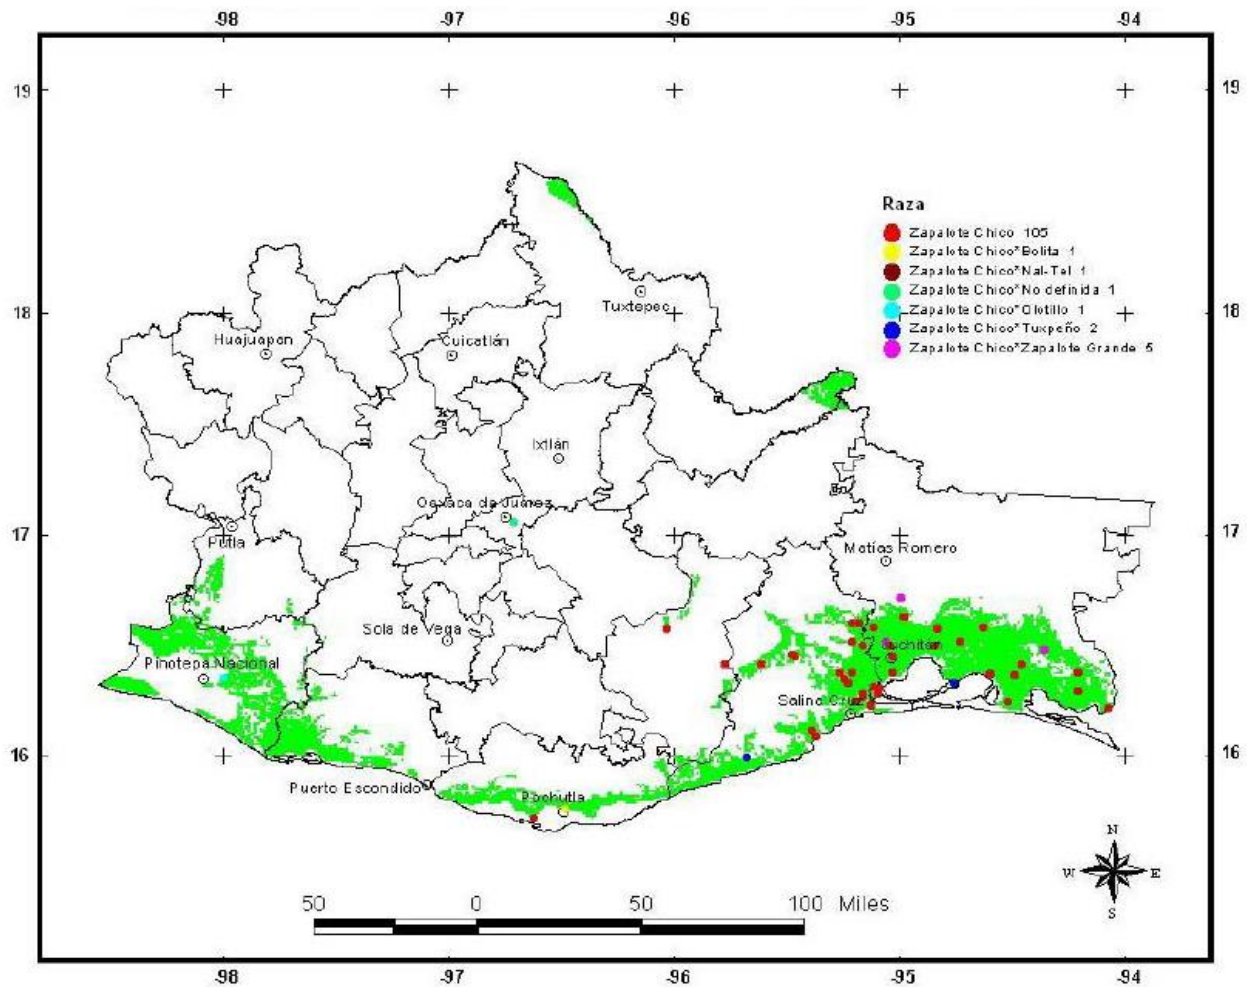 -98 -97 -96 -95 -94
19 19
Raza
Zapalote Chico 105
Zapalote Chico*Bolita 1
Zapalote Chico*Nal-Tel 1
Zapalote Chico*No definida 1
Zapalote Chico*Olotillo 1
Zapalote Chico*Tuxpeño 2
Zapalote Chico*Zapalote Grande 5
Tuxtepec
18 18
Huajuapan
Cuicatlán
Ixtlán
Oaxaca de Juárez
17 17
Putla
Matías Romero
Sola de Vega
Juchitán
Pinotepa Nacional
Salina Cruz
16 16
Puerto Escondido
Pochutla
N
W E
S
50 0 50 100 Miles
-98 -97 -96 -95 -94